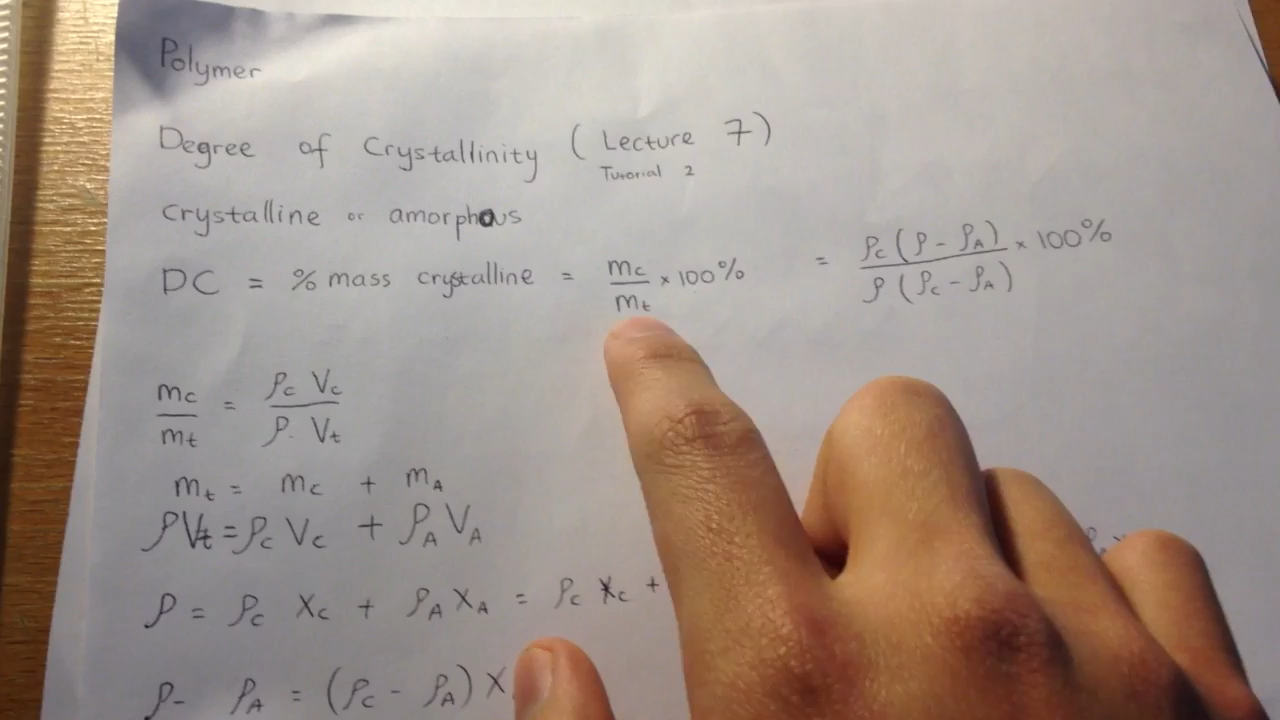 Polymer
Degree of Crystallinity (Lecture 7)
Tutorial 2
Crystalline or amorphous
DC = % mass crystalline = mc/mt × 100% = ρc(ρ - ρA)/ρ(ρc - ρA) × 100%
mc/mt = ρc Vc/ρ. Vt
mt = mc + mA
ρVt = ρc Vc + ρA VA
ρ = ρc Xc + ρA XA = ρc Xc +
ρ - ρA = (ρc - ρA) X